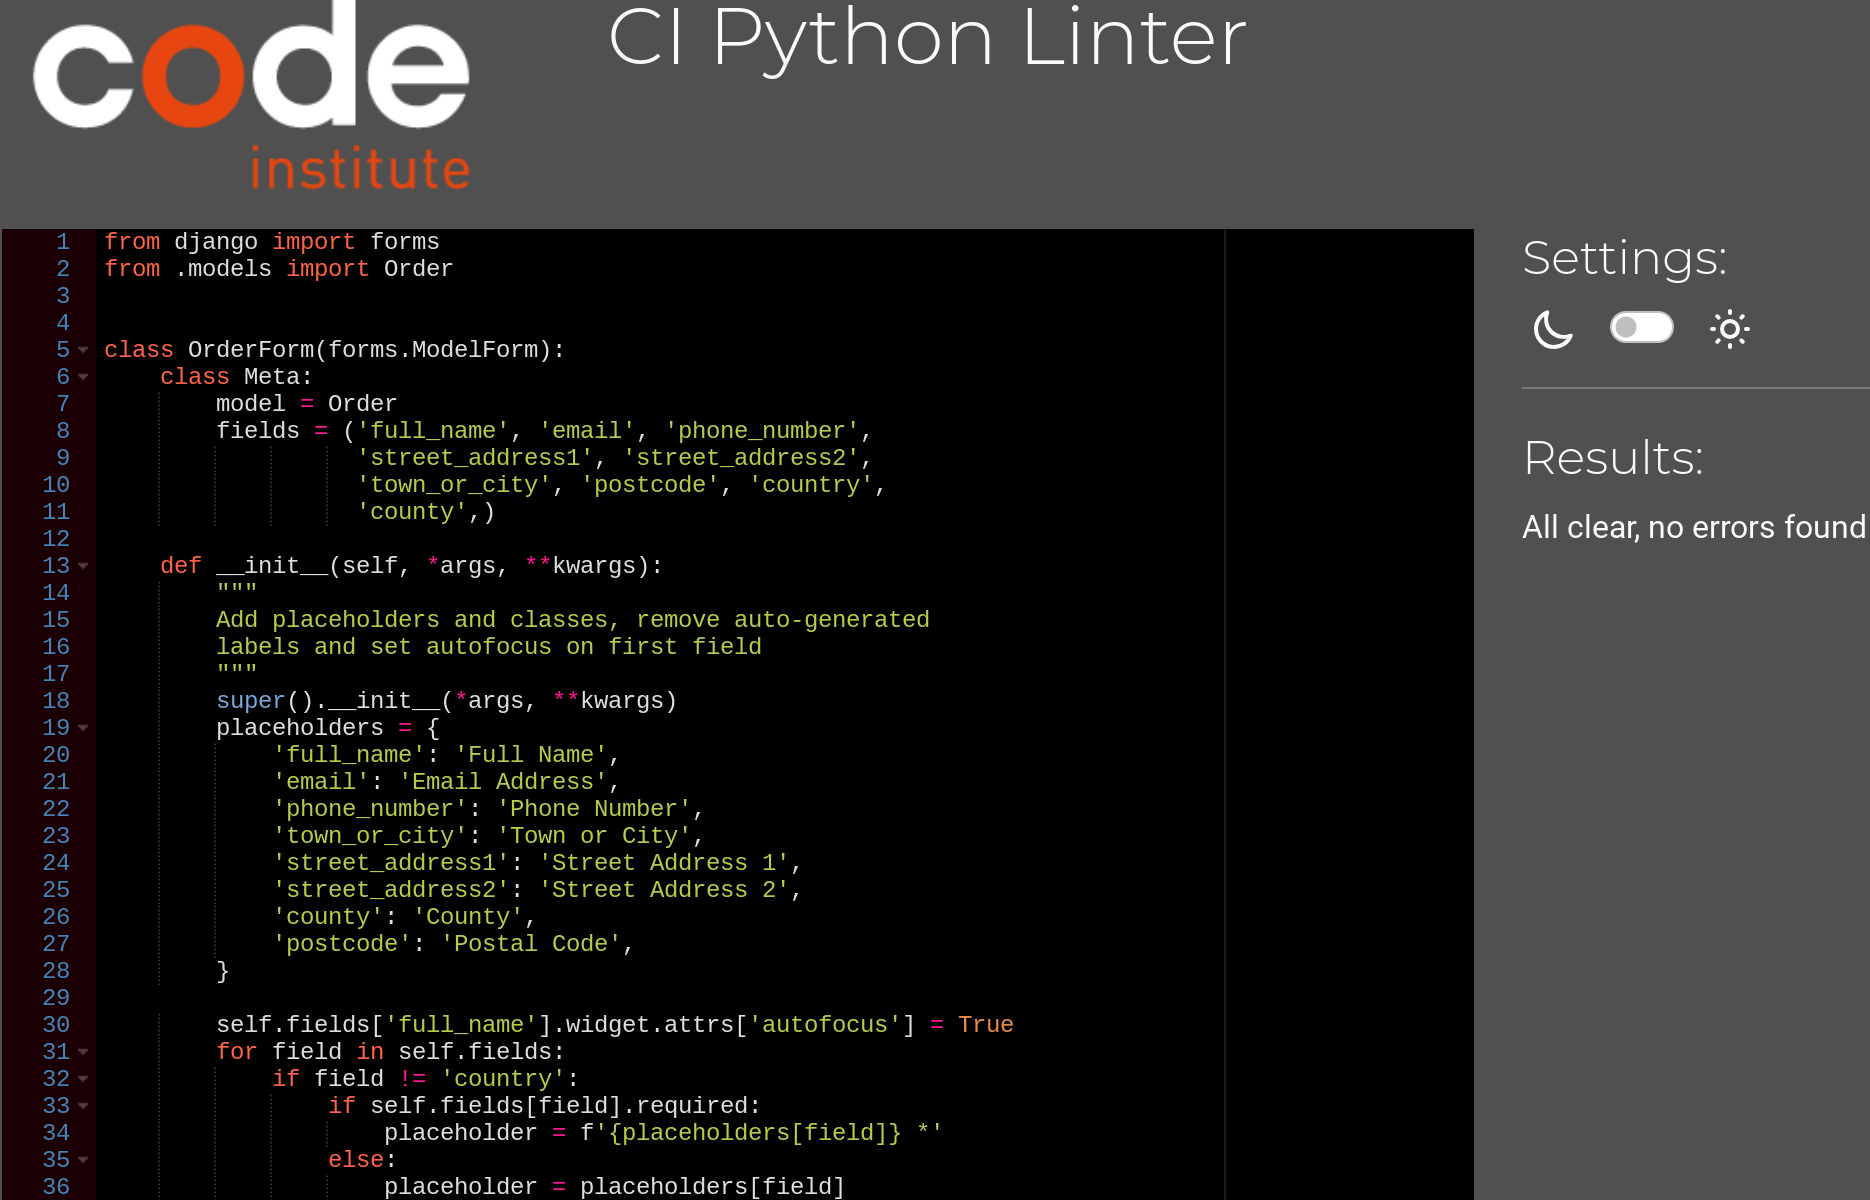 code
institute
CI Python Linter
1 from django import forms
2 from .models import Order
3
4
5 class OrderForm(forms.ModelForm):
6     class Meta:
7         model = Order
8         fields = ('full_name', 'email', 'phone_number',
9                   'street_address1', 'street_address2',
10                   'town_or_city', 'postcode', 'country',
11                   'county',)
12
13     def __init__(self, *args, **kwargs):
14         """
15         Add placeholders and classes, remove auto-generated
16         labels and set autofocus on first field
17         """
18         super().__init__(*args, **kwargs)
19         placeholders = {
20             'full_name': 'Full Name',
21             'email': 'Email Address',
22             'phone_number': 'Phone Number',
23             'town_or_city': 'Town or City',
24             'street_address1': 'Street Address 1',
25             'street_address2': 'Street Address 2',
26             'county': 'County',
27             'postcode': 'Postal Code',
28         }
29
30         self.fields['full_name'].widget.attrs['autofocus'] = True
31         for field in self.fields:
32             if field != 'country':
33                 if self.fields[field].required:
34                     placeholder = f'{placeholders[field]} *'
35                 else:
36                     placeholder = placeholders[field]
Settings:
Results:
All clear, no errors found